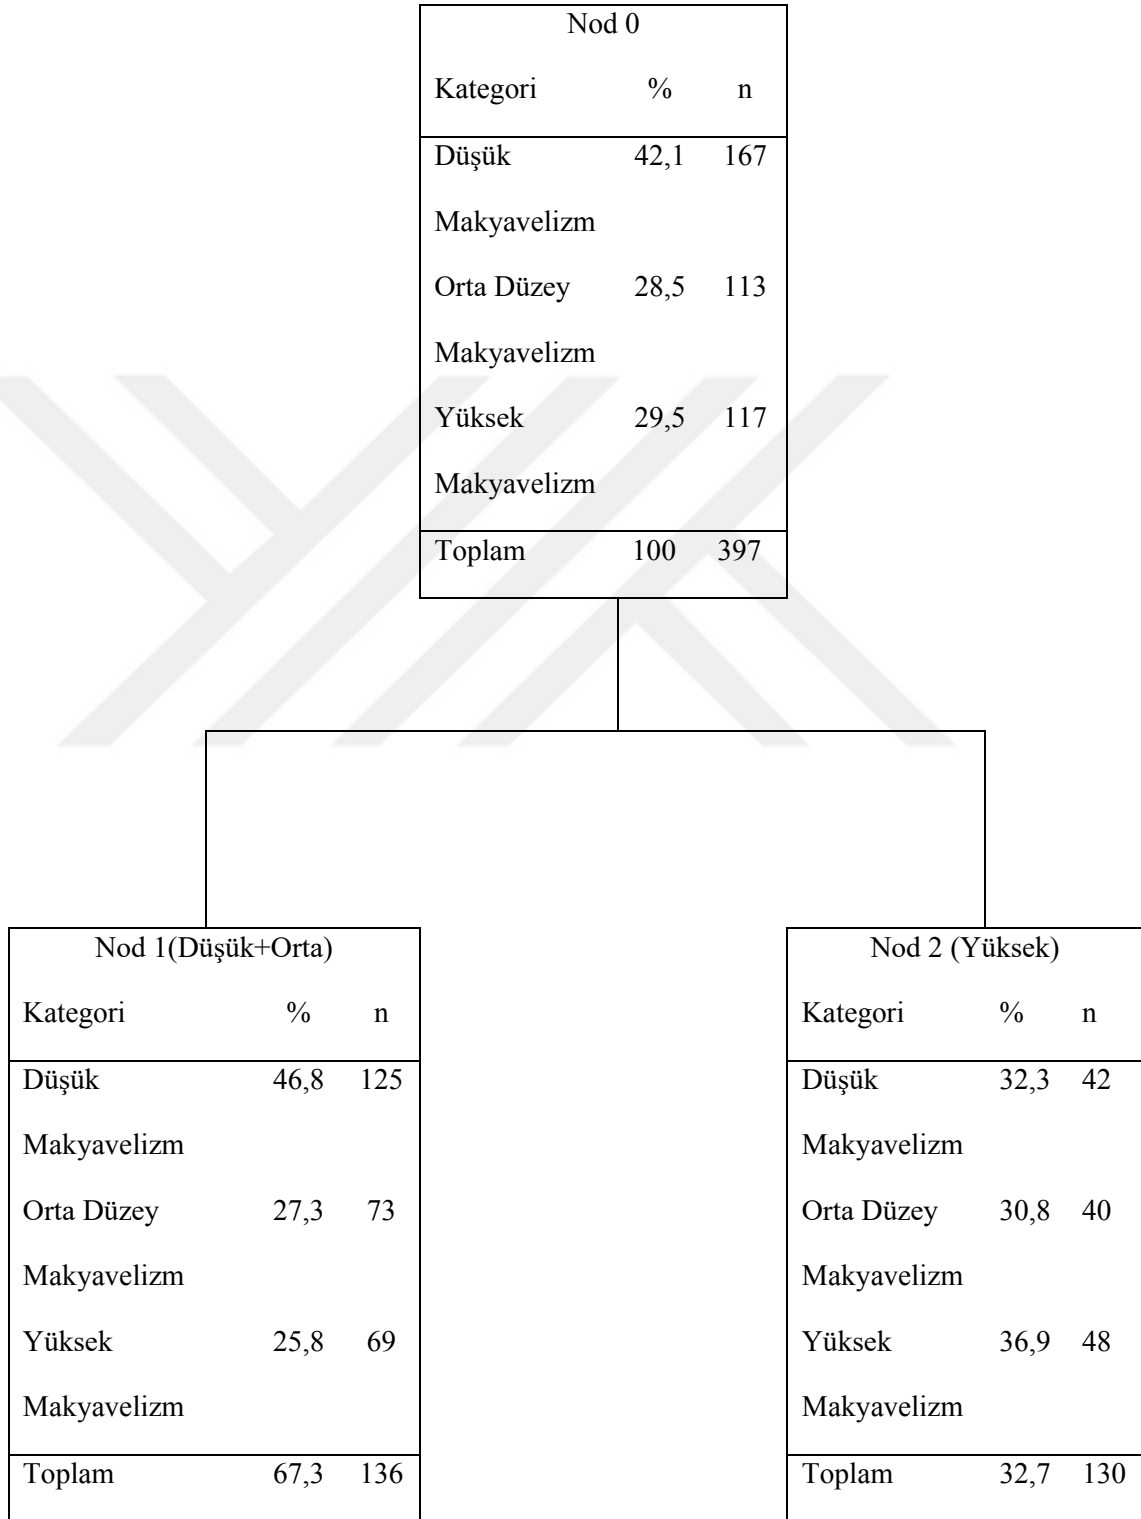 Nod 0
Kategori % n
Düşük 42,1 167
Makyavelizm
Orta Düzey 28,5 113
Makyavelizm
Yüksek 29,5 117
Makyavelizm
Toplam 100 397
Nod 1(Düşük+Orta)
Kategori % n
Düşük 46,8 125
Makyavelizm
Orta Düzey 27,3 73
Makyavelizm
Yüksek 25,8 69
Makyavelizm
Toplam 67,3 136
Nod 2 (Yüksek)
Kategori % n
Düşük 32,3 42
Makyavelizm
Orta Düzey 30,8 40
Makyavelizm
Yüksek 36,9 48
Makyavelizm
Toplam 32,7 130